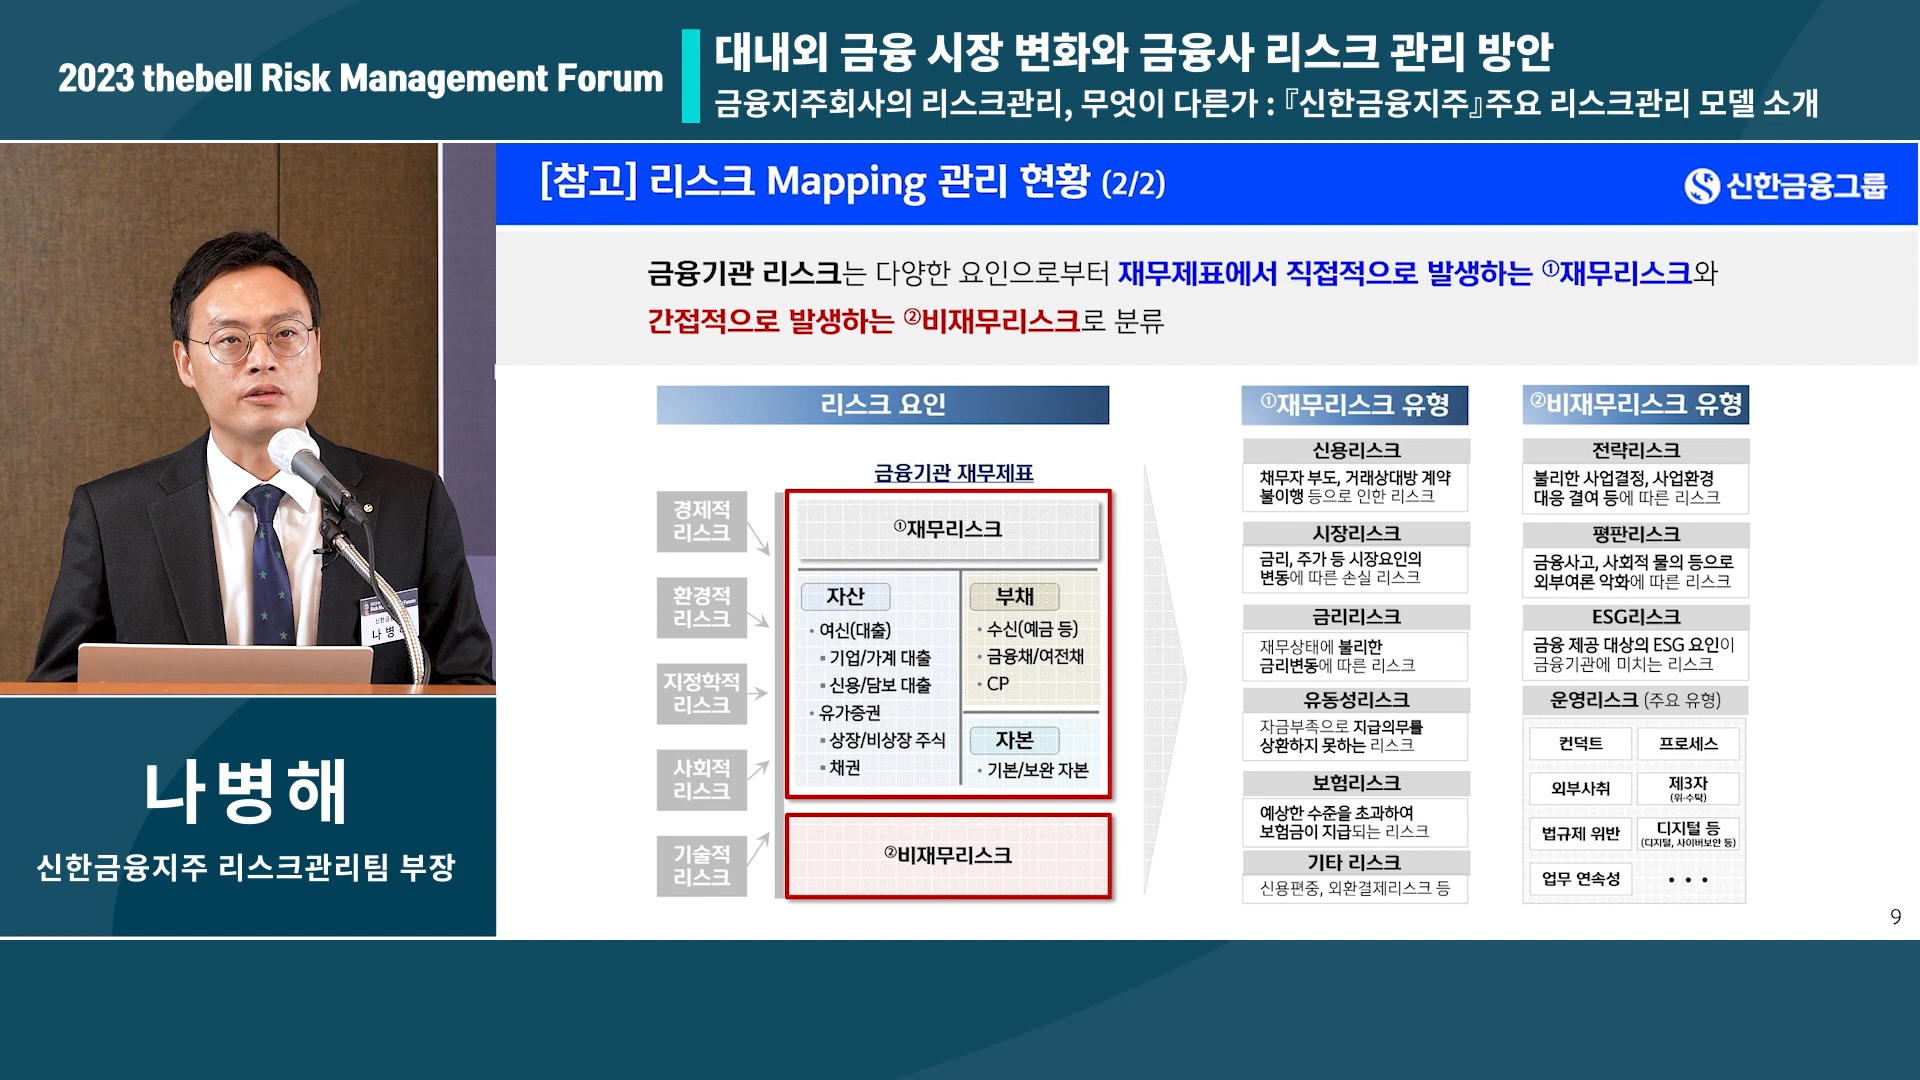 2023 thebell Risk Management Forum
대내외 금융 시장 변화와 금융사 리스크 관리 방안
금융지주회사의 리스크관리, 무엇이 다른가 : 『신한금융지주』주요 리스크관리 모델 소개
[참고] 리스크 Mapping 관리 현황 (2/2)
신한금융그룹
금융기관 리스크는 다양한 요인으로부터 재무제표에서 직접적으로 발생하는 ①재무리스크와
간접적으로 발생하는 ②비재무리스크로 분류
리스크 요인
금융기관 재무제표
경제적
리스크
환경적
리스크
지정학적
리스크
사회적
리스크
기술적
리스크
①재무리스크
자산
· 여신(대출)
▪ 기업/가계 대출
▪ 신용/담보 대출
· 유가증권
▪ 상장/비상장 주식
▪ 채권
부채
· 수신(예금 등)
· 금융채/여전채
· CP
자본
· 기본/보완 자본
②비재무리스크
①재무리스크 유형
신용리스크
채무자 부도, 거래상대방 계약
불이행 등으로 인한 리스크
시장리스크
금리, 주가 등 시장요인의
변동에 따른 손실 리스크
금리리스크
재무상태에 불리한
금리변동에 따른 리스크
유동성리스크
자금부족으로 지급의무를
상환하지 못하는 리스크
보험리스크
예상한 수준을 초과하여
보험금이 지급되는 리스크
기타 리스크
신용편중, 외환결제리스크 등
②비재무리스크 유형
전략리스크
불리한 사업결정, 사업환경
대응 결여 등에 따른 리스크
평판리스크
금융사고, 사회적 물의 등으로
외부여론 악화에 따른 리스크
ESG리스크
금융 제공 대상의 ESG 요인이
금융기관에 미치는 리스크
운영리스크 (주요 유형)
컨덕트
프로세스
외부사취
제3자
(위·수탁)
법규제 위반
디지털 등
(디지털, 사이버보안 등)
업무 연속성
• • •
9
나병해
신한금융지주 리스크관리팀 부장